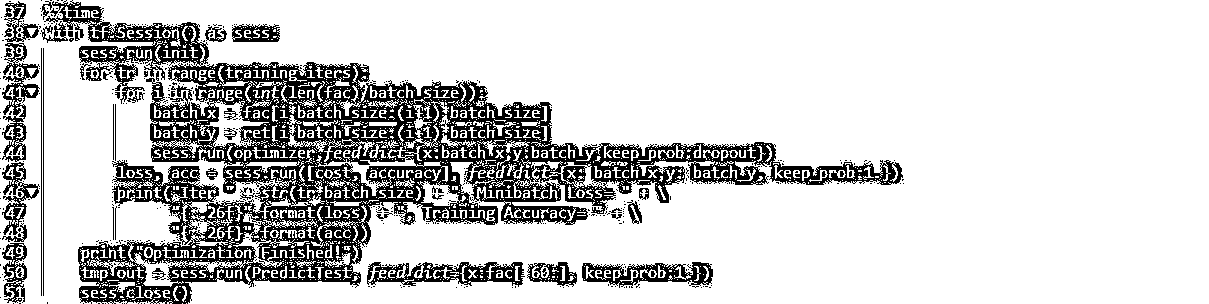 37 %%time
38 with tf.Session() as sess:
39 sess.run(init)
40 for tr in range(training_iters):
41 for i in range(int(len(fac)/batch_size)):
42 batch_x = fac[i*batch_size:(i+1)*batch_size]
43 batch_y = ret[i*batch_size:(i+1)*batch_size]
44 sess.run(optimizer,feed_dict={x:batch_x,y:batch_y,keep_prob:dropout})
45 loss, acc = sess.run([cost, accuracy], feed_dict={x: batch_x,y: batch_y, keep_prob:1.})
46 print("Iter " + str(tr*batch_size) + ", Minibatch Loss= " + \
47 "{:.26f}".format(loss) + ", Training Accuracy= " + \
48 "{:.26f}".format(acc))
49 print("Optimization Finished!")
50 tmp_out = sess.run(PredictTest, feed_dict={x:fac[-60:], keep_prob:1.})
51 sess.close()